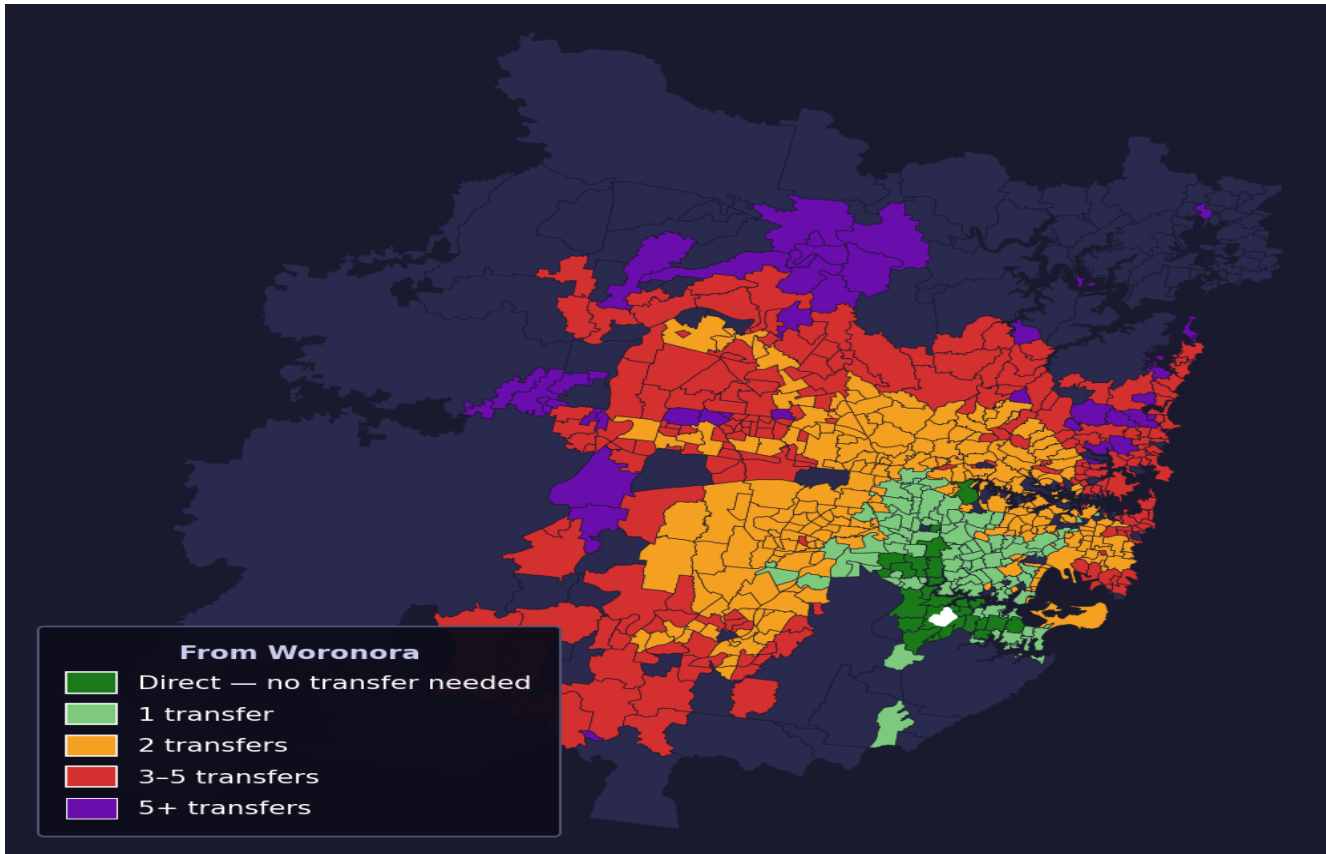 From Woronora
Direct — no transfer needed
1 transfer
2 transfers
3–5 transfers
5+ transfers